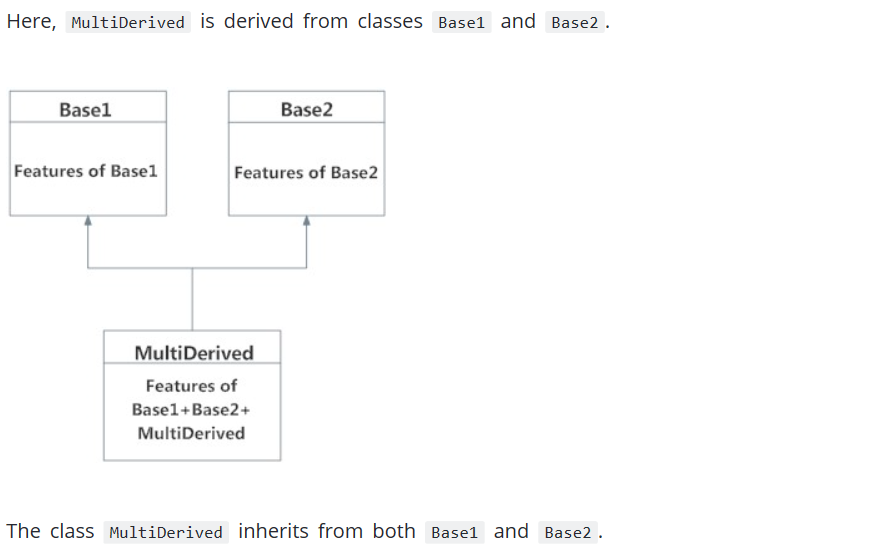 Here, MultiDerived is derived from classes Base1 and Base2.
Base1
Base2
Features of Base1
Features of Base2
MultiDerived
Features of
Base1+Base2+
MultiDerived
The class MultiDerived inherits from both Base1 and Base2.